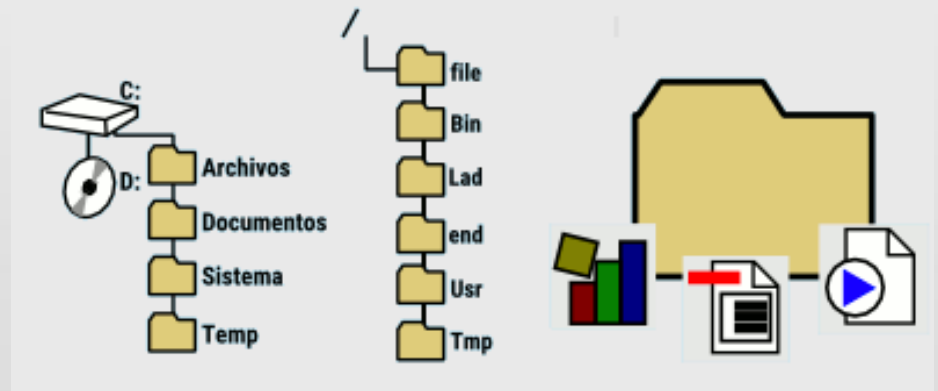 C:
D:
Archivos
Documentos
Sistema
Temp
/
file
Bin
Lad
end
Usr
Tmp